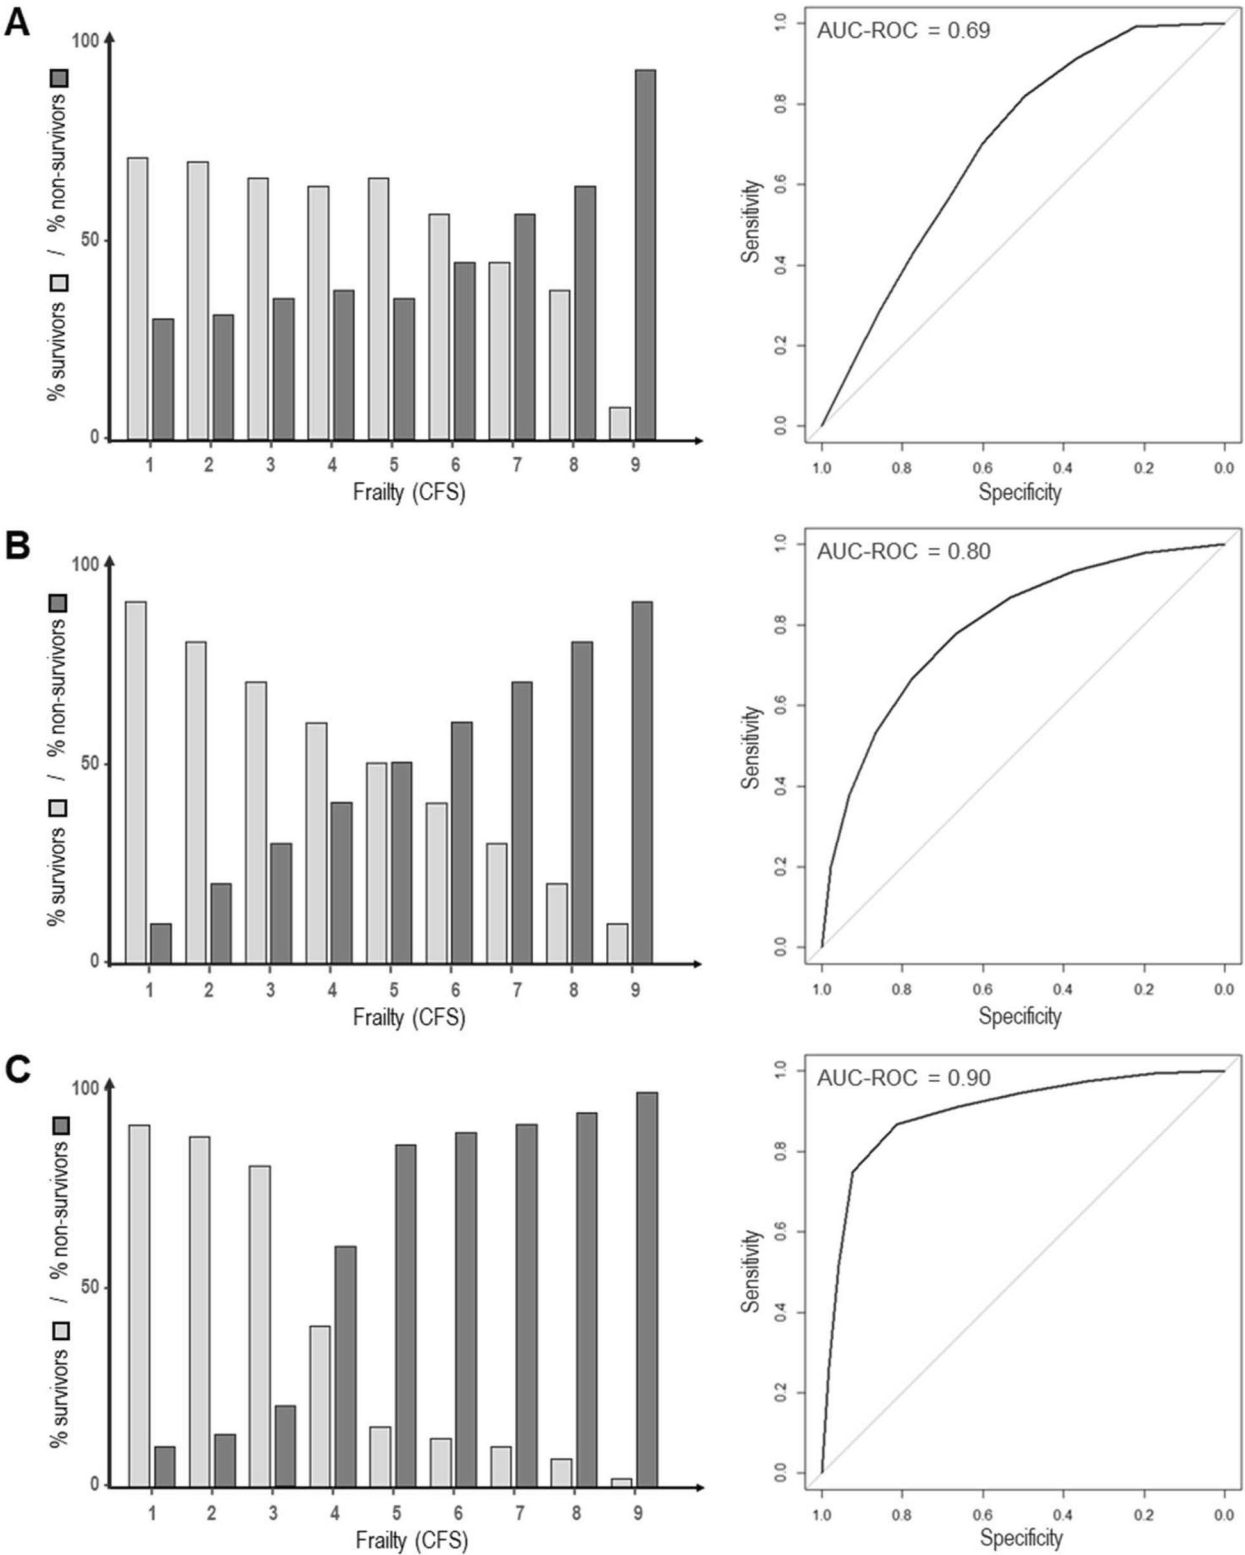 A
% survivors / % non-survivors
100
50
0
1 2 3 4 5 6 7 8 9
Frailty (CFS)
AUC-ROC = 0.69
Sensitivity
1.0
0.8
0.6
0.4
0.2
0.0
1.0 0.8 0.6 0.4 0.2 0.0
Specificity
B
% survivors / % non-survivors
100
50
0
1 2 3 4 5 6 7 8 9
Frailty (CFS)
AUC-ROC = 0.80
Sensitivity
1.0
0.8
0.6
0.4
0.2
0.0
1.0 0.8 0.6 0.4 0.2 0.0
Specificity
C
% survivors / % non-survivors
100
50
0
1 2 3 4 5 6 7 8 9
Frailty (CFS)
AUC-ROC = 0.90
Sensitivity
1.0
0.8
0.6
0.4
0.2
0.0
1.0 0.8 0.6 0.4 0.2 0.0
Specificity